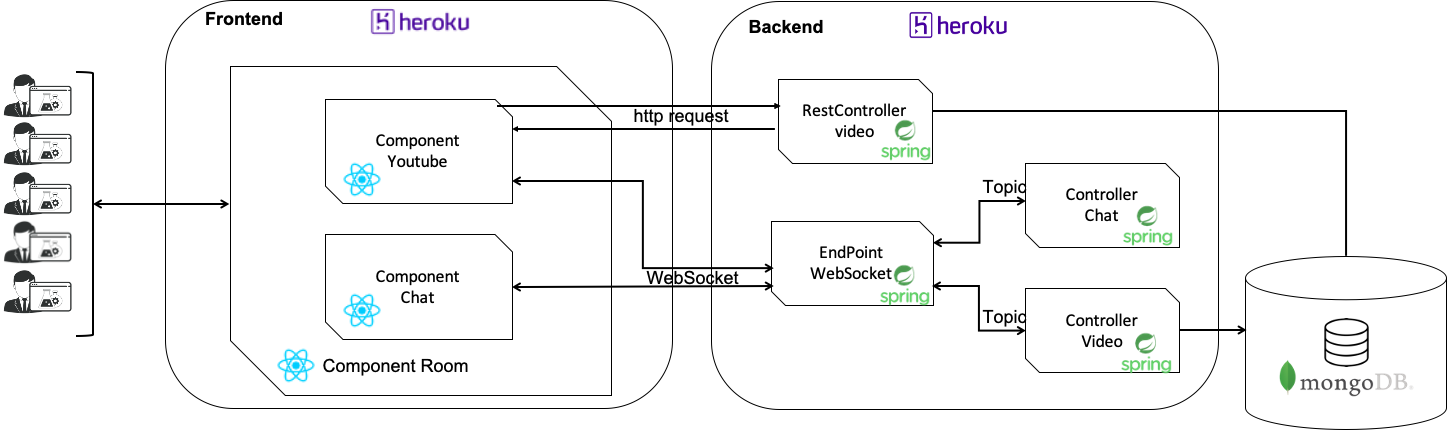 Frontend
heroku
Backend
heroku
Component
Youtube
http request
RestController
video
spring
Topic
Controller
Chat
spring
Component
Chat
WebSocket
EndPoint
WebSocket
spring
Topic
Controller
Video
spring
Component Room
mongoDB.